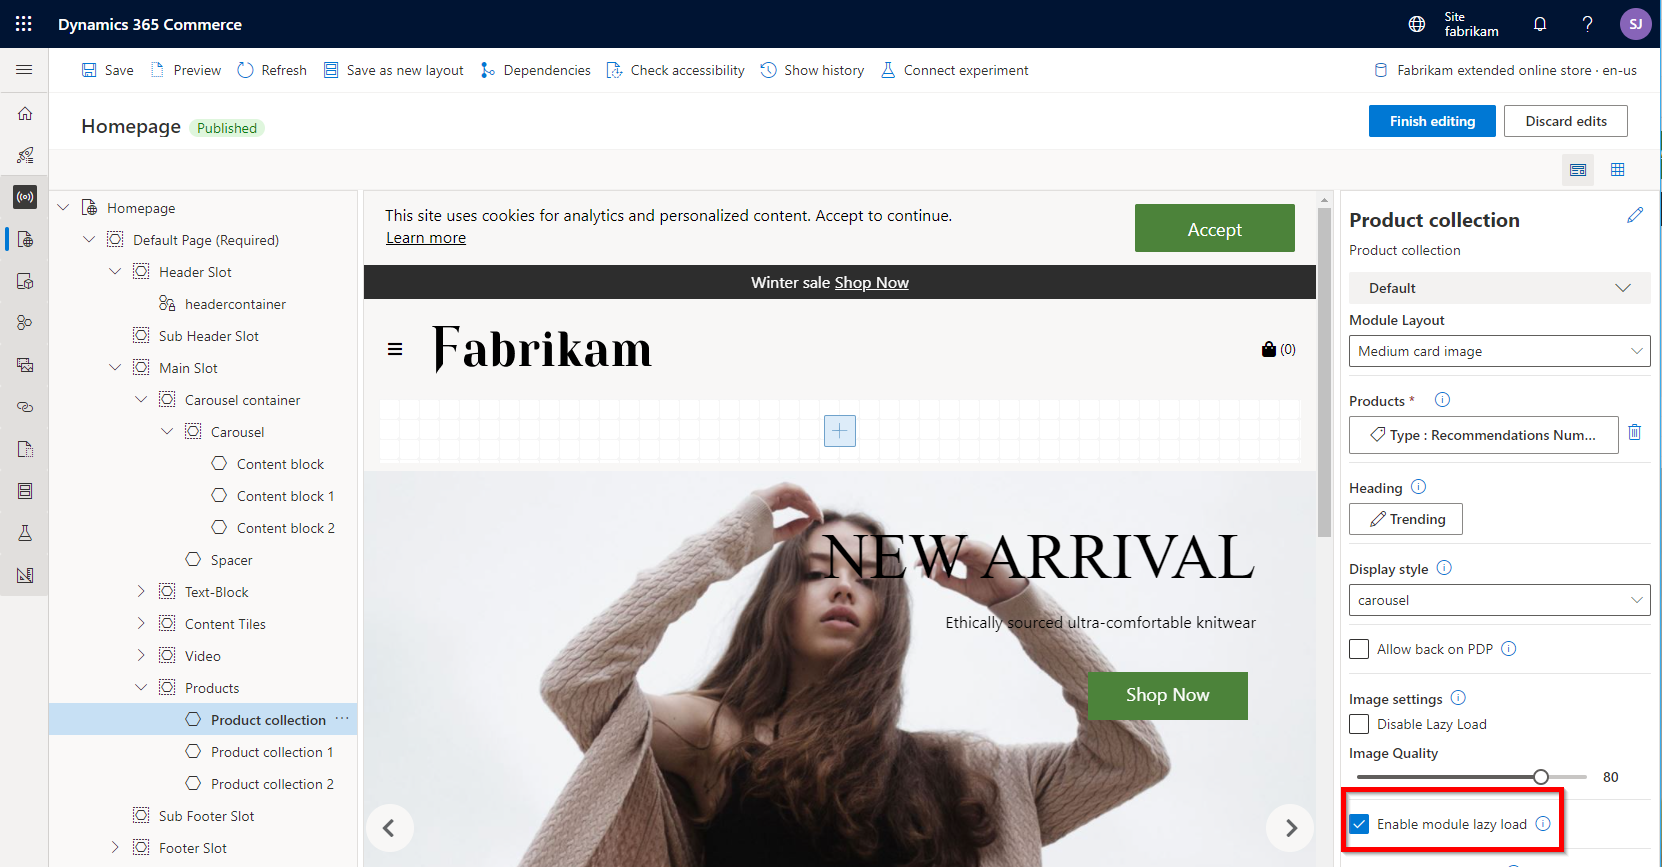 Dynamics 365 Commerce
Site
fabrikam
?
SJ
Save
Preview
Refresh
Save as new layout
Dependencies
Check accessibility
Show history
Connect experiment
Fabrikam extended online store · en-us
Homepage
Published
Finish editing
Discard edits
Homepage
Default Page (Required)
Header Slot
headercontainer
Sub Header Slot
Main Slot
Carousel container
Carousel
Content block
Content block 1
Content block 2
Spacer
Text-Block
Content Tiles
Video
Products
Product collection ···
Product collection 1
Product collection 2
Sub Footer Slot
Footer Slot
This site uses cookies for analytics and personalized content. Accept to continue.
Learn more
Accept
Winter sale Shop Now
Fabrikam
(0)
NEW ARRIVAL
Ethically sourced ultra-comfortable knitwear
Shop Now
Product collection
Product collection
Default
Module Layout
Medium card image
Products *
Type : Recommendations Num...
Heading
Trending
Display style
carousel
Allow back on PDP
Image settings
Disable Lazy Load
Image Quality
80
Enable module lazy load